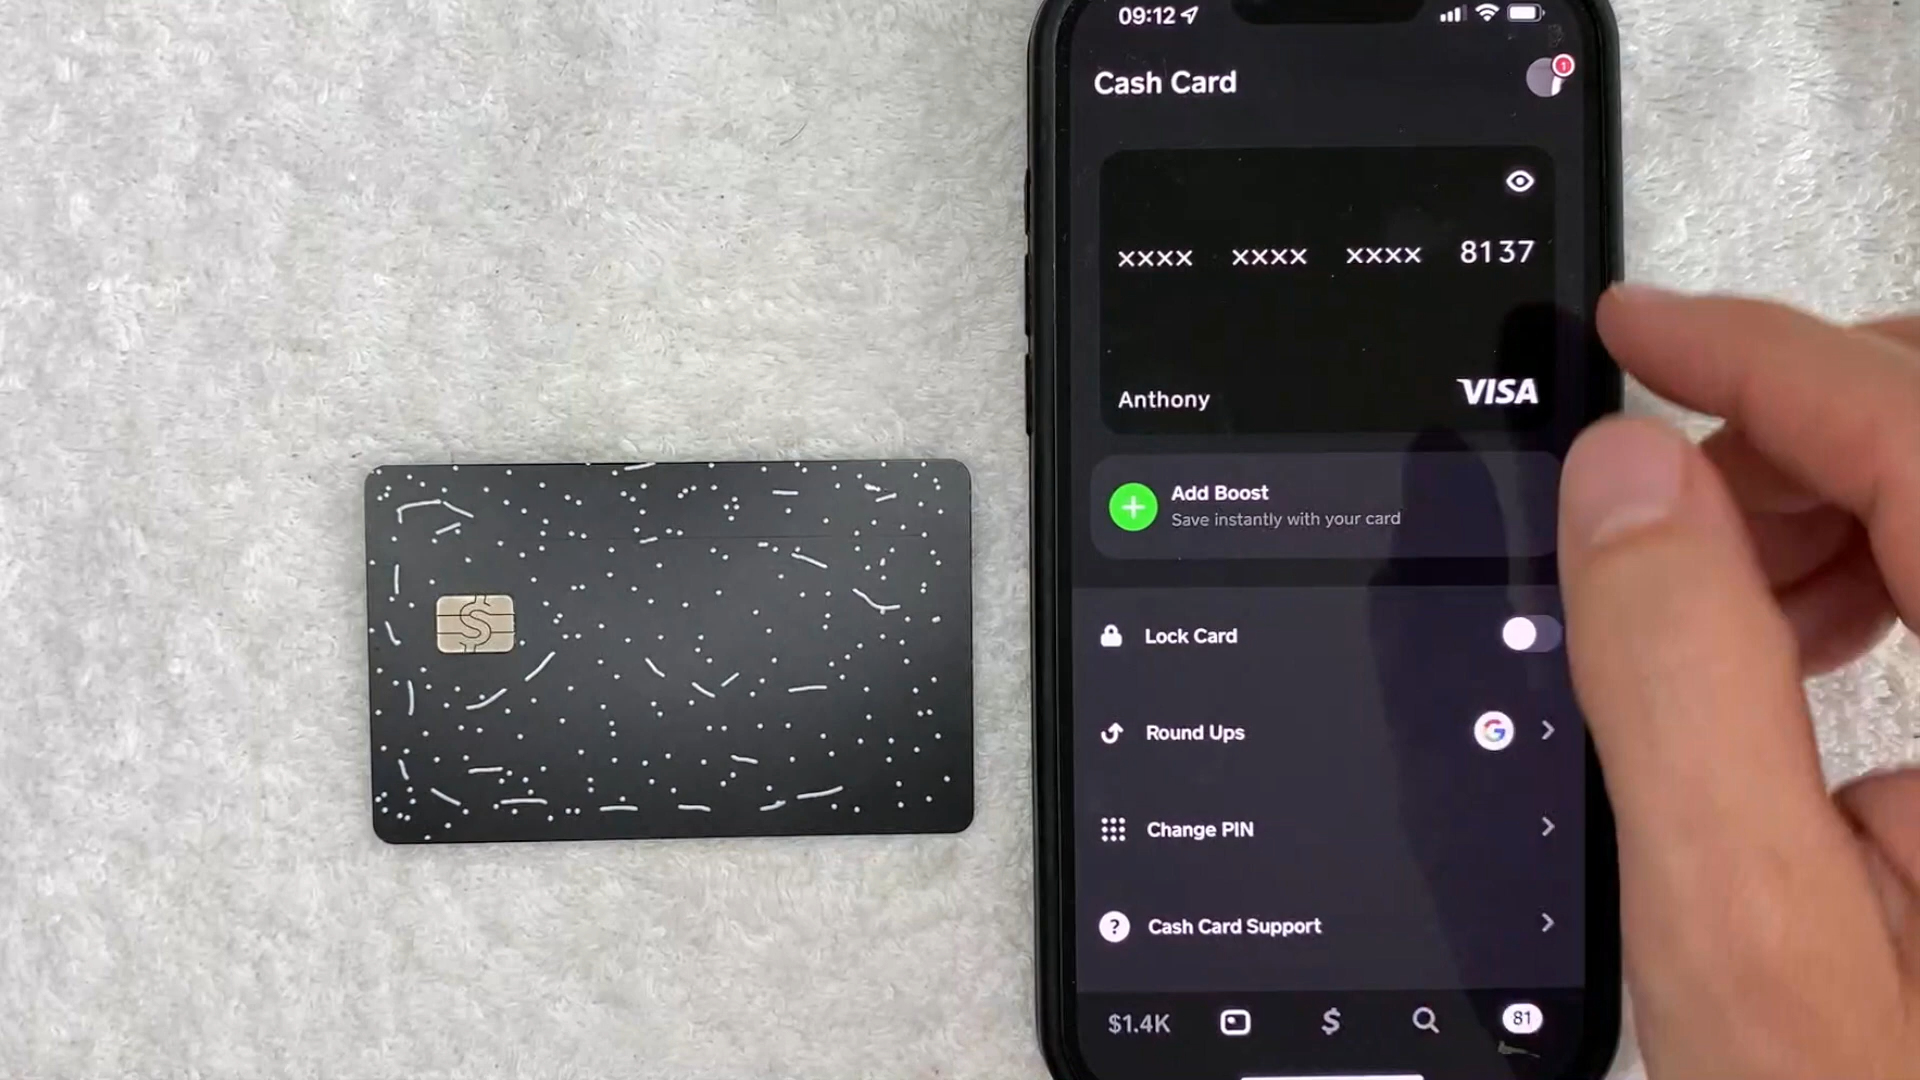 09:12
Cash Card
1
xxxx xxxx xxxx 8137
Anthony
VISA
Add Boost
Save instantly with your card
Lock Card
G
Round Ups
Change PIN
? Cash Card Support
$1.4K
$
81
$